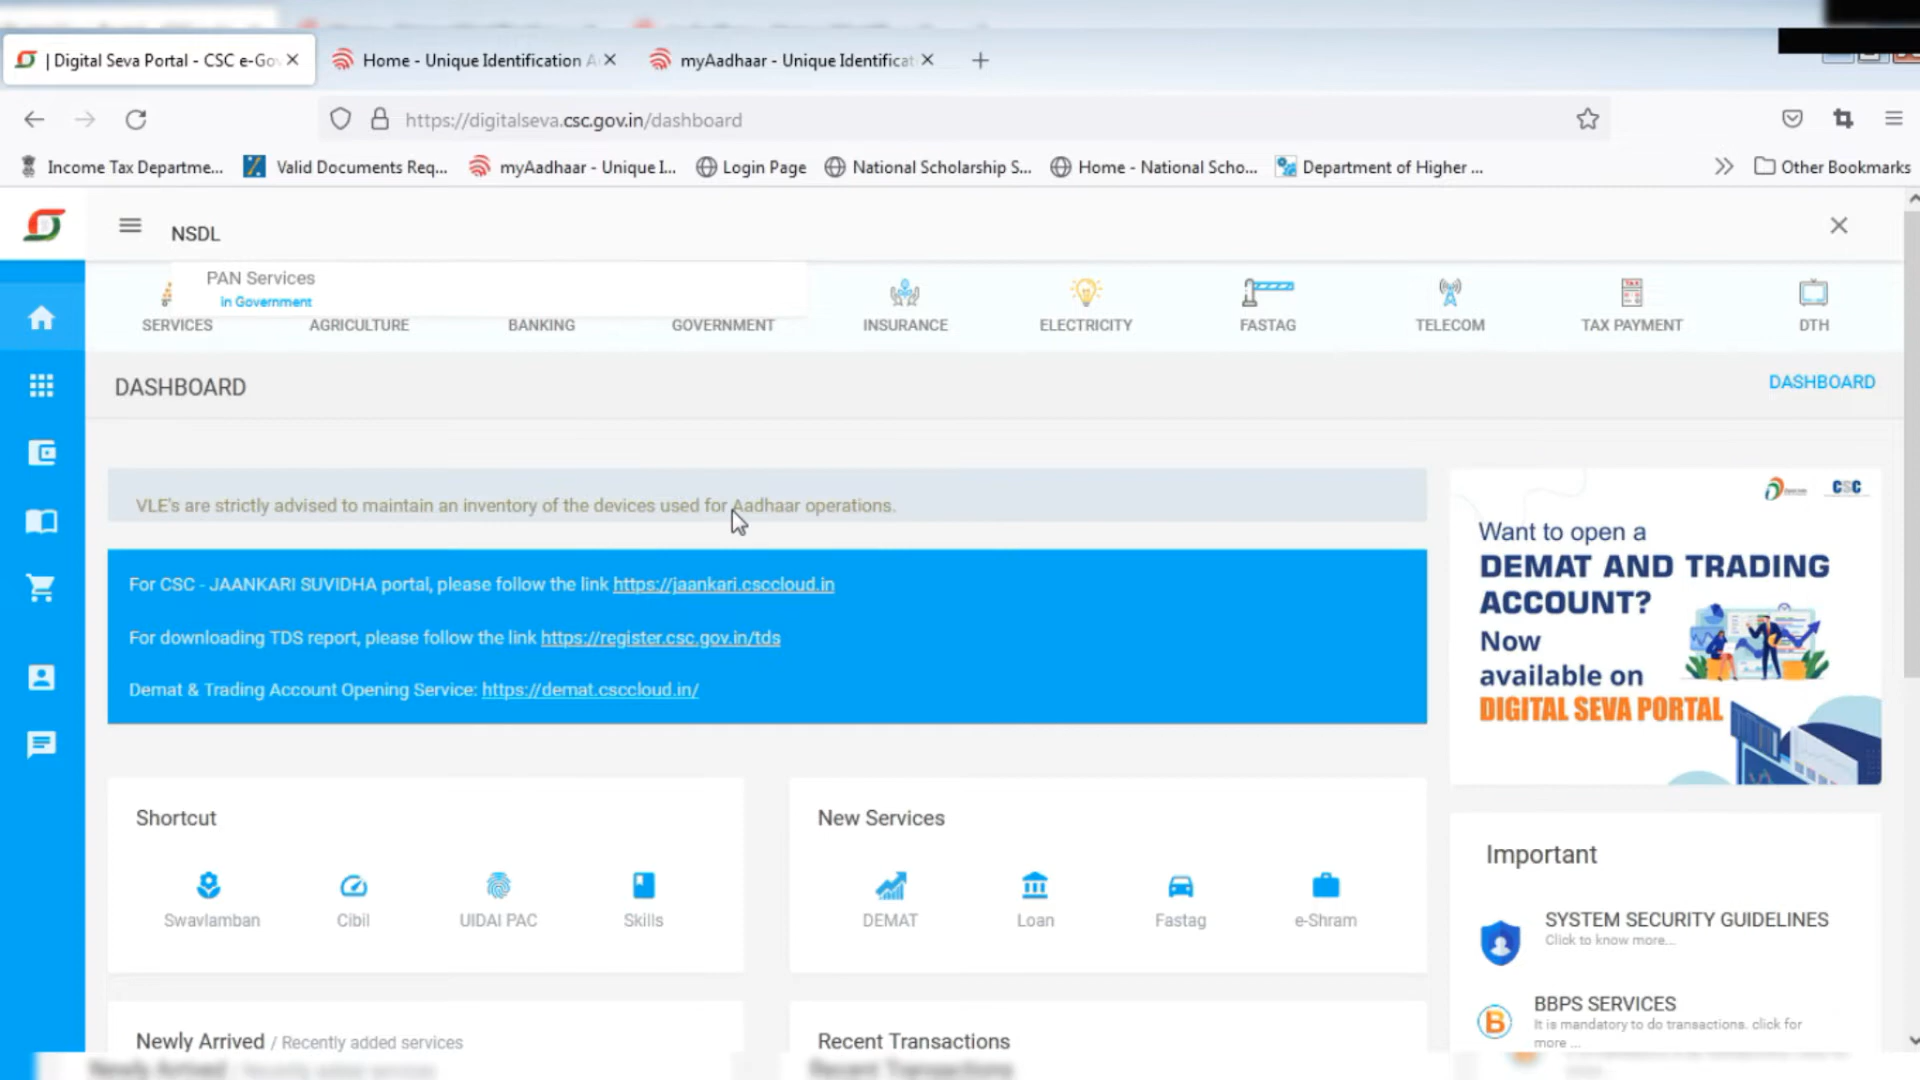 | Digital Seva Portal - CSC e-Gov
Home - Unique Identification A
myAadhaar - Unique Identificat
https://digitalseva.csc.gov.in/dashboard
Income Tax Departme...
Valid Documents Req...
myAadhaar - Unique I...
Login Page
National Scholarship S...
Home - National Scho...
Department of Higher ...
Other Bookmarks
NSDL
PAN Services
in Government
SERVICES
AGRICULTURE
BANKING
GOVERNMENT
INSURANCE
ELECTRICITY
FASTAG
TELECOM
TAX PAYMENT
DTH
DASHBOARD
DASHBOARD
VLE's are strictly advised to maintain an inventory of the devices used for Aadhaar operations.
For CSC - JAANKARI SUVIDHA portal, please follow the link https://jaankari.csccloud.in
For downloading TDS report, please follow the link https://register.csc.gov.in/tds
Demat & Trading Account Opening Service: https://demat.csccloud.in/
CSC
Want to open a
DEMAT AND TRADING
ACCOUNT?
Now
available on
DIGITAL SEVA PORTAL
Shortcut
Swavlamban
Cibil
UIDAI PAC
Skills
New Services
DEMAT
Loan
Fastag
e-Shram
Important
SYSTEM SECURITY GUIDELINES
Click to know more...
BBPS SERVICES
It is mandatory to do transactions. click for
more ...
Newly Arrived / Recently added services
Recent Transactions